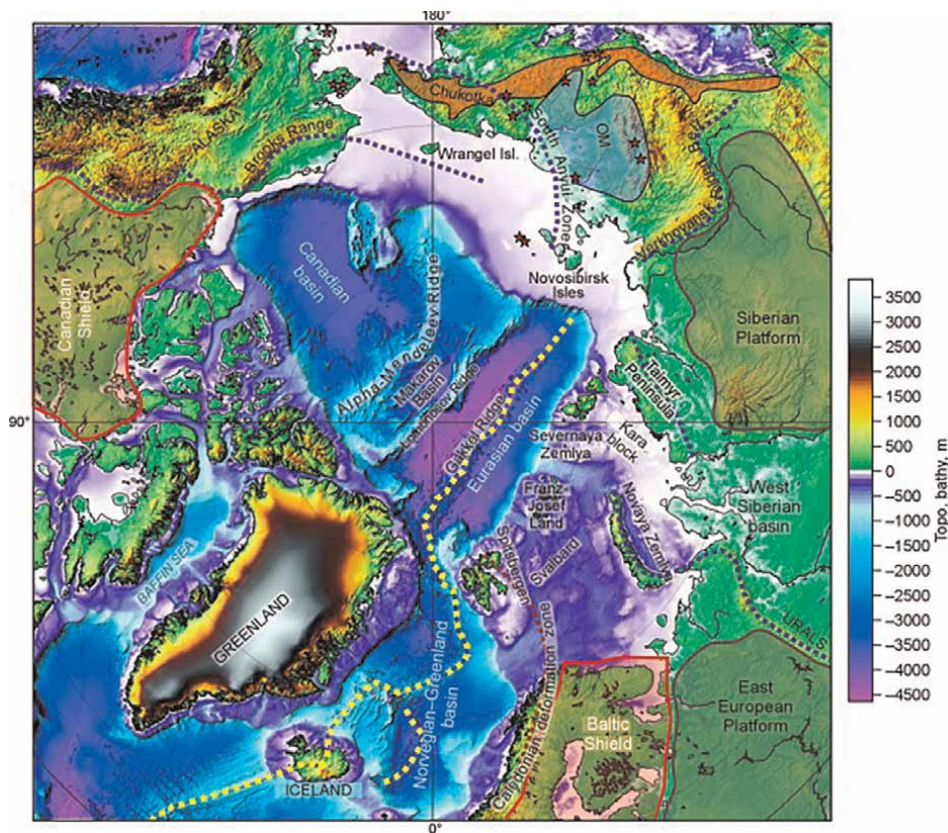 180°
ALASKA
Brooks Range
Chukotka
Wrangel Isl.
South Anyui Zone
OM
Verkhoyansk Belt
Canadian
Shield
Canadian
basin
Alpha-Mendeleev Ridge
Makarov
Basin
Lomonosov Ridge
Gakkel Ridge
Eurasian basin
Novosibirsk
Isles
Siberian
Platform
Taimyr
Peninsula
Kara
block
Severnaya
Zemlya
Franz-
Josef
Land
Novaya Zemlya
West
Siberian
basin
90°
BAFFIN SEA
GREENLAND
Spitsbergen
Svalbard
URALS
Norvegian–Greenland
basin
Caledonian deformation zone
Baltic
Shield
East
European
Platform
ICELAND
0°
3500
3000
2500
2000
1500
1000
500
0
−500
−1000
−1500
−2000
−2500
−3000
−3500
−4000
−4500
Topo, bathy, m